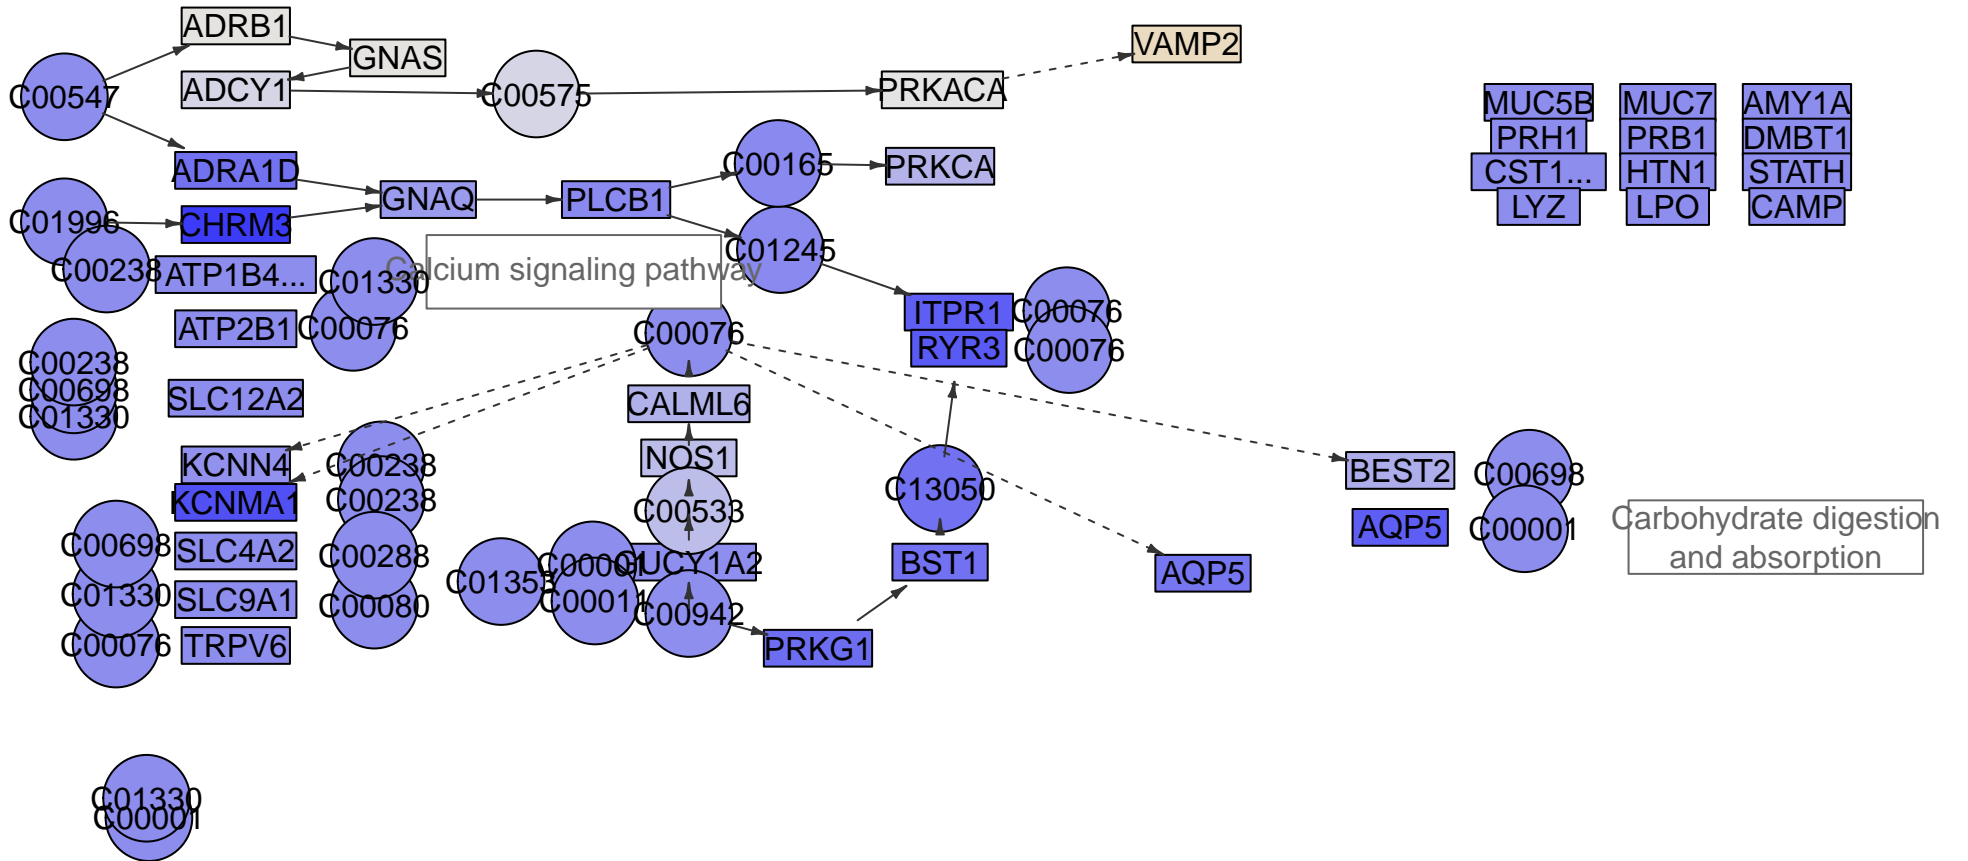 ADRB1
GNAS
VAMP2
C00547
ADCY1
C00575
PRKACA
MUC5B
MUC7
AMY1A
PRH1
PRB1
DMBT1
CST1...
HTN1
STATH
LYZ
LPO
CAMP
ADRA1D
C00165
PRKCA
GNAQ
PLCB1
C01996
CHRM3
C01245
C00238
ATP1B4...
C01330
Calcium signaling pathway
ATP2B1
C00076
C00076
ITPR1
C00076
RYR3
C00076
C00238
C00698
C01330
SLC12A2
CALML6
NOS1
KCNN4
C00238
BEST2
C00698
KCNMA1
C00238
C00533
C13050
AQP5
C00001
Carbohydrate digestion
and absorption
C00698
SLC4A2
C00288
C00001
GUCY1A2
BST1
AQP5
C01353
C01330
SLC9A1
C00080
C00011
C00942
C00076
TRPV6
PRKG1
C01330
C00001